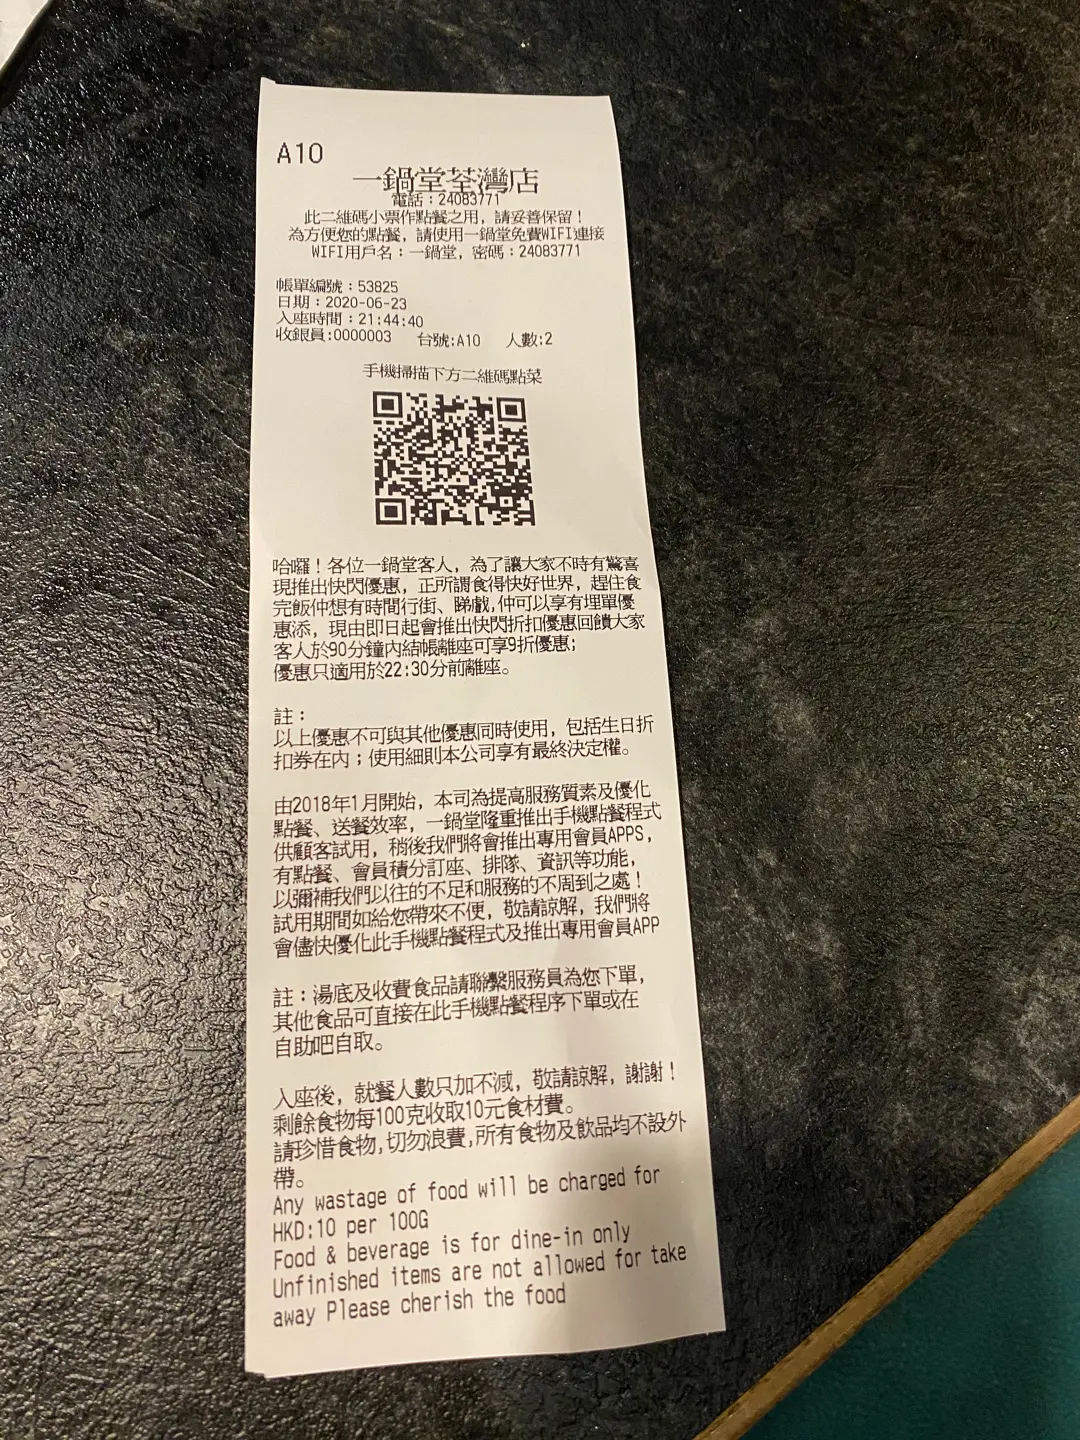 A10
一鍋堂荃灣店
電話：24083771
此二維碼小票作點餐之用，請妥善保留！
為方便您的點餐，請使用一鍋堂免費WIFI連接
WIFI用戶名：一鍋堂，密碼：24083771
帳單編號：53825
日期：2020-06-23
入座時間：21:44:40
收銀員:0000003 台號:A10 人數:2
手機掃描下方二維碼點菜
哈囉！各位一鍋堂客人，為了讓大家不時有驚喜
現推出快閃優惠，正所謂食得快好世界，趕住食
完飯仲想有時間行街、睇戲,仲可以享有埋單優
惠添，現由即日起會推出快閃折扣優惠回饋大家
客人於90分鐘內結帳離座可享9折優惠；
優惠只適用於22:30分前離座。
註：
以上優惠不可與其他優惠同時使用，包括生日折
扣券在內；使用細則本公司享有最終決定權。
由2018年1月開始，本司為提高服務質素及優化
點餐、送餐效率，一鍋堂隆重推出手機點餐程式
供顧客試用，稍後我們將會推出專用會員APPS，
有點餐、會員積分訂座、排隊、資訊等功能，
以彌補我們以往的不足和服務的不周到之處！
試用期間如給您帶來不便，敬請諒解，我們將
會儘快優化此手機點餐程式及推出專用會員APP
註：湯底及收費食品請聯繫服務員為您下單，
其他食品可直接在此手機點餐程序下單或在
自助吧自取。
入座後，就餐人數只加不減，敬請諒解，謝謝！
剩餘食物每100克收取10元食材費。
請珍惜食物,切勿浪費,所有食物及飲品均不設外
帶。
Any wastage of food will be charged for
HKD:10 per 100G
Food & beverage is for dine-in only
Unfinished items are not allowed for take
away Please cherish the food